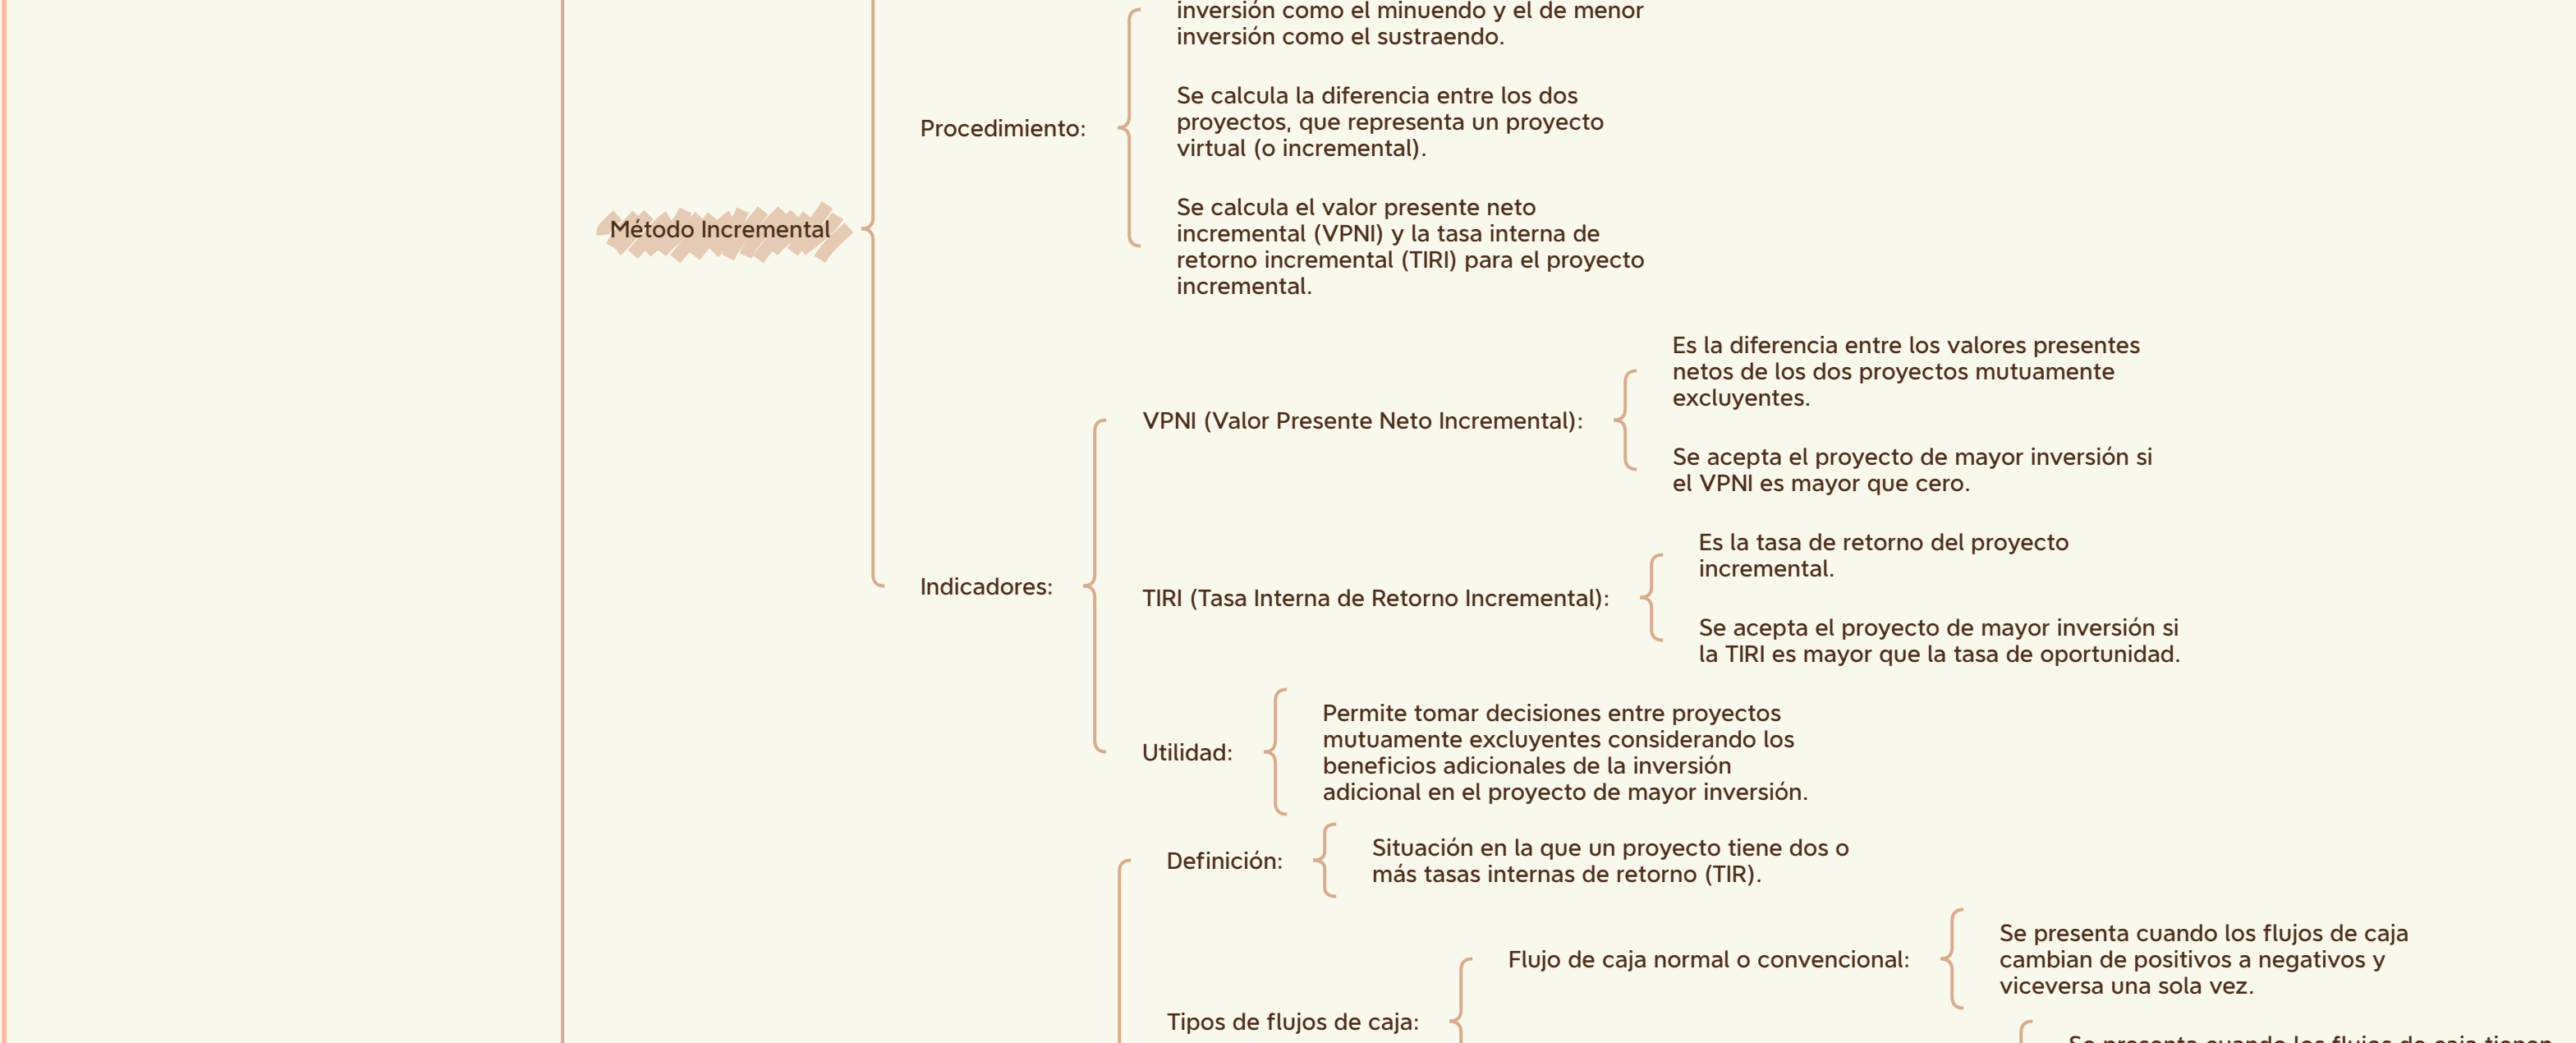 inversión como el minuendo y el de menor
inversión como el sustraendo.
Procedimiento:
Se calcula la diferencia entre los dos
proyectos, que representa un proyecto
virtual (o incremental).
Método Incremental
Se calcula el valor presente neto
incremental (VPNI) y la tasa interna de
retorno incremental (TIRI) para el proyecto
incremental.
Indicadores:
VPNI (Valor Presente Neto Incremental):
Es la diferencia entre los valores presentes
netos de los dos proyectos mutuamente
excluyentes.
Se acepta el proyecto de mayor inversión si
el VPNI es mayor que cero.
TIRI (Tasa Interna de Retorno Incremental):
Es la tasa de retorno del proyecto
incremental.
Se acepta el proyecto de mayor inversión si
la TIRI es mayor que la tasa de oportunidad.
Utilidad:
Permite tomar decisiones entre proyectos
mutuamente excluyentes considerando los
beneficios adicionales de la inversión
adicional en el proyecto de mayor inversión.
Definición:
Situación en la que un proyecto tiene dos o
más tasas internas de retorno (TIR).
Tipos de flujos de caja:
Flujo de caja normal o convencional:
Se presenta cuando los flujos de caja
cambian de positivos a negativos y
viceversa una sola vez.
Se presenta cuando los flujos de caja tienen